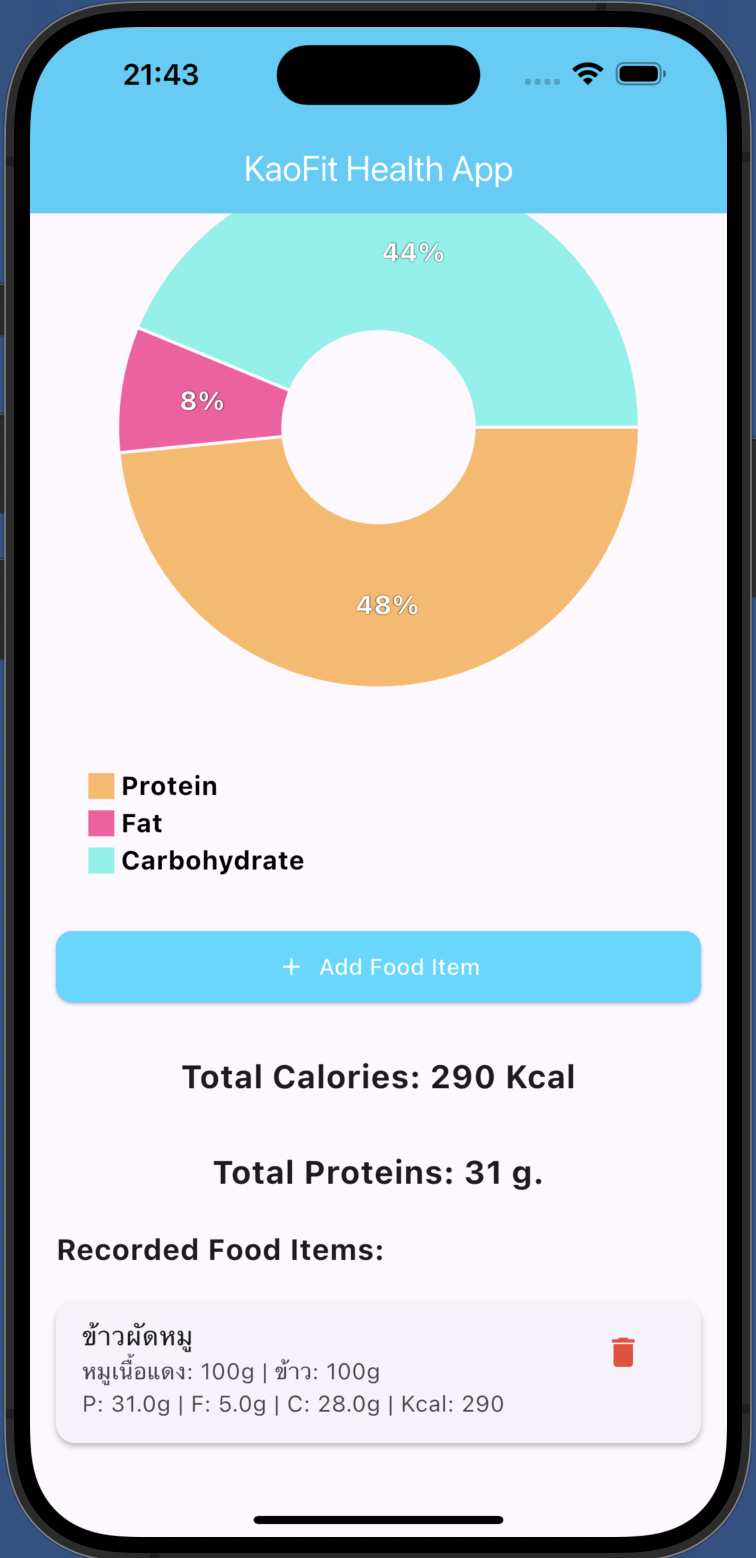 21:43
KaoFit Health App
44%
8%
48%
Protein
Fat
Carbohydrate
+ Add Food Item
Total Calories: 290 Kcal
Total Proteins: 31 g.
Recorded Food Items:
ข้าวผัดหมู
หมูเนื้อแดง: 100g | ข้าว: 100g
P: 31.0g | F: 5.0g | C: 28.0g | Kcal: 290